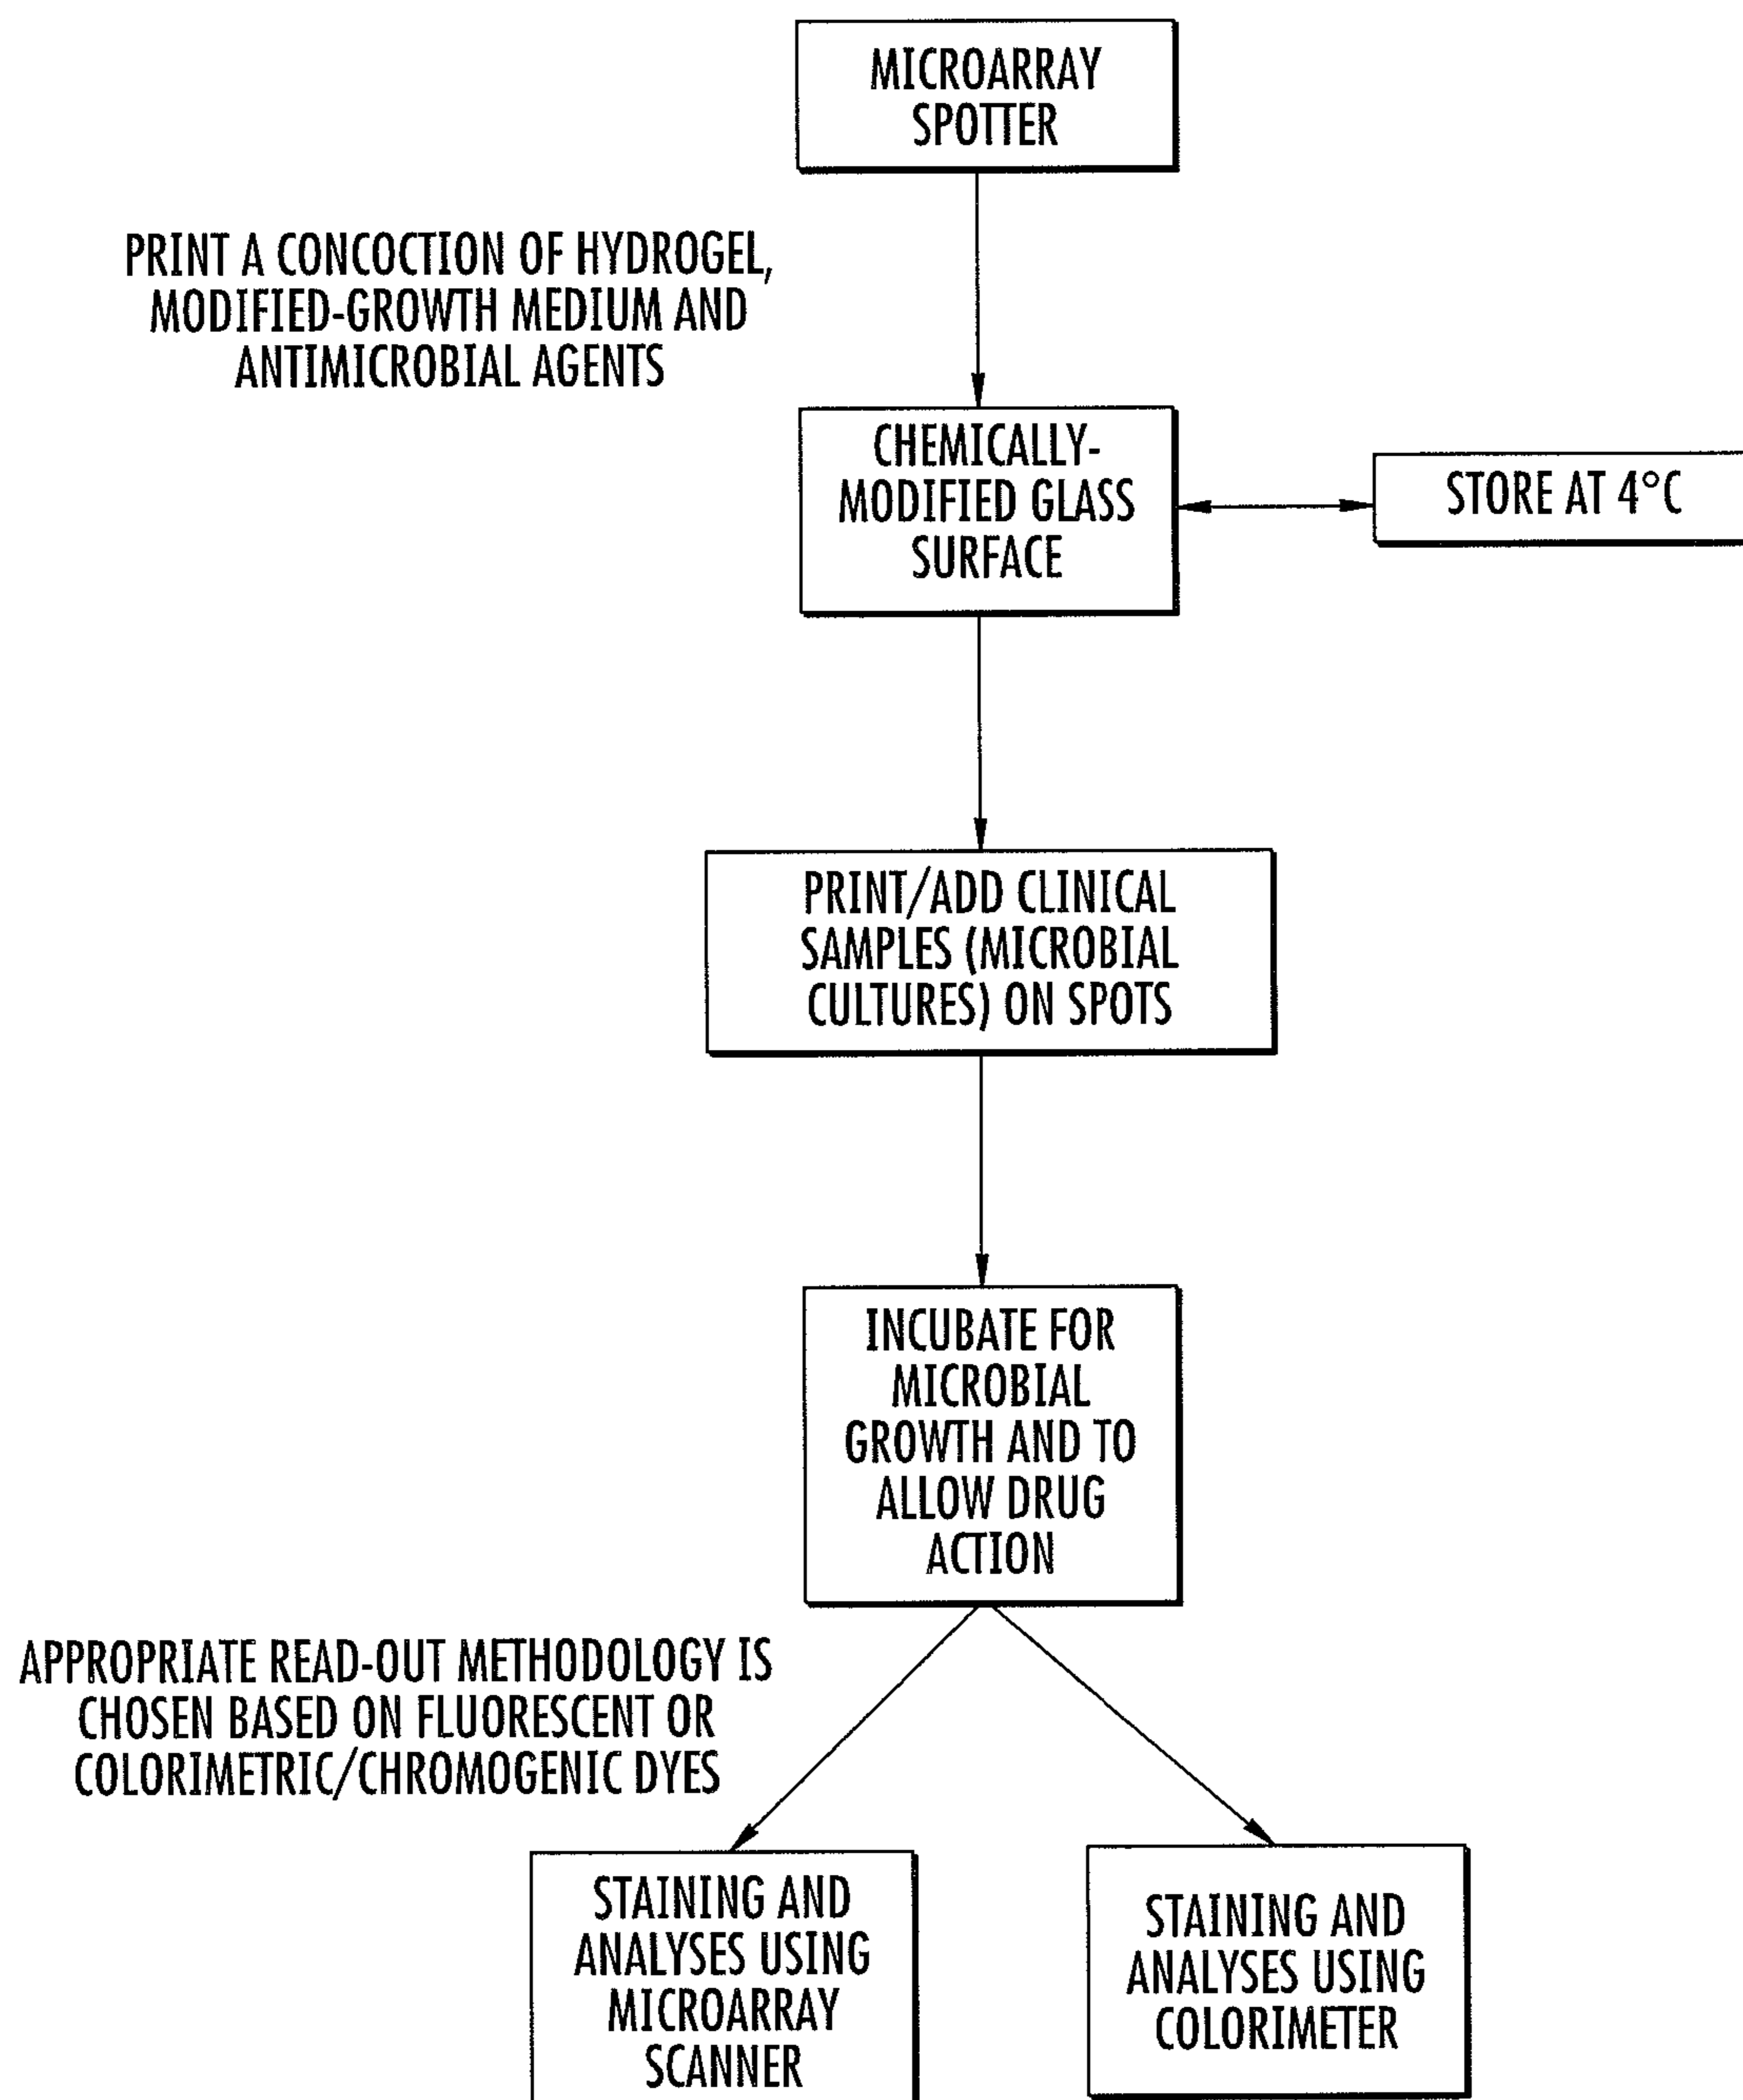 MICROARRAY
SPOTTER
PRINT A CONCOCTION OF HYDROGEL,
MODIFIED-GROWTH MEDIUM AND
ANTIMICROBIAL AGENTS
CHEMICALLY-
MODIFIED GLASS
SURFACE
STORE AT 4°C
PRINT/ADD CLINICAL
SAMPLES (MICROBIAL
CULTURES) ON SPOTS
INCUBATE FOR
MICROBIAL
GROWTH AND TO
ALLOW DRUG
ACTION
APPROPRIATE READ-OUT METHODOLOGY IS
CHOSEN BASED ON FLUORESCENT OR
COLORIMETRIC/CHROMOGENIC DYES
STAINING AND
ANALYSES USING
MICROARRAY
SCANNER
STAINING AND
ANALYSES USING
COLORIMETER